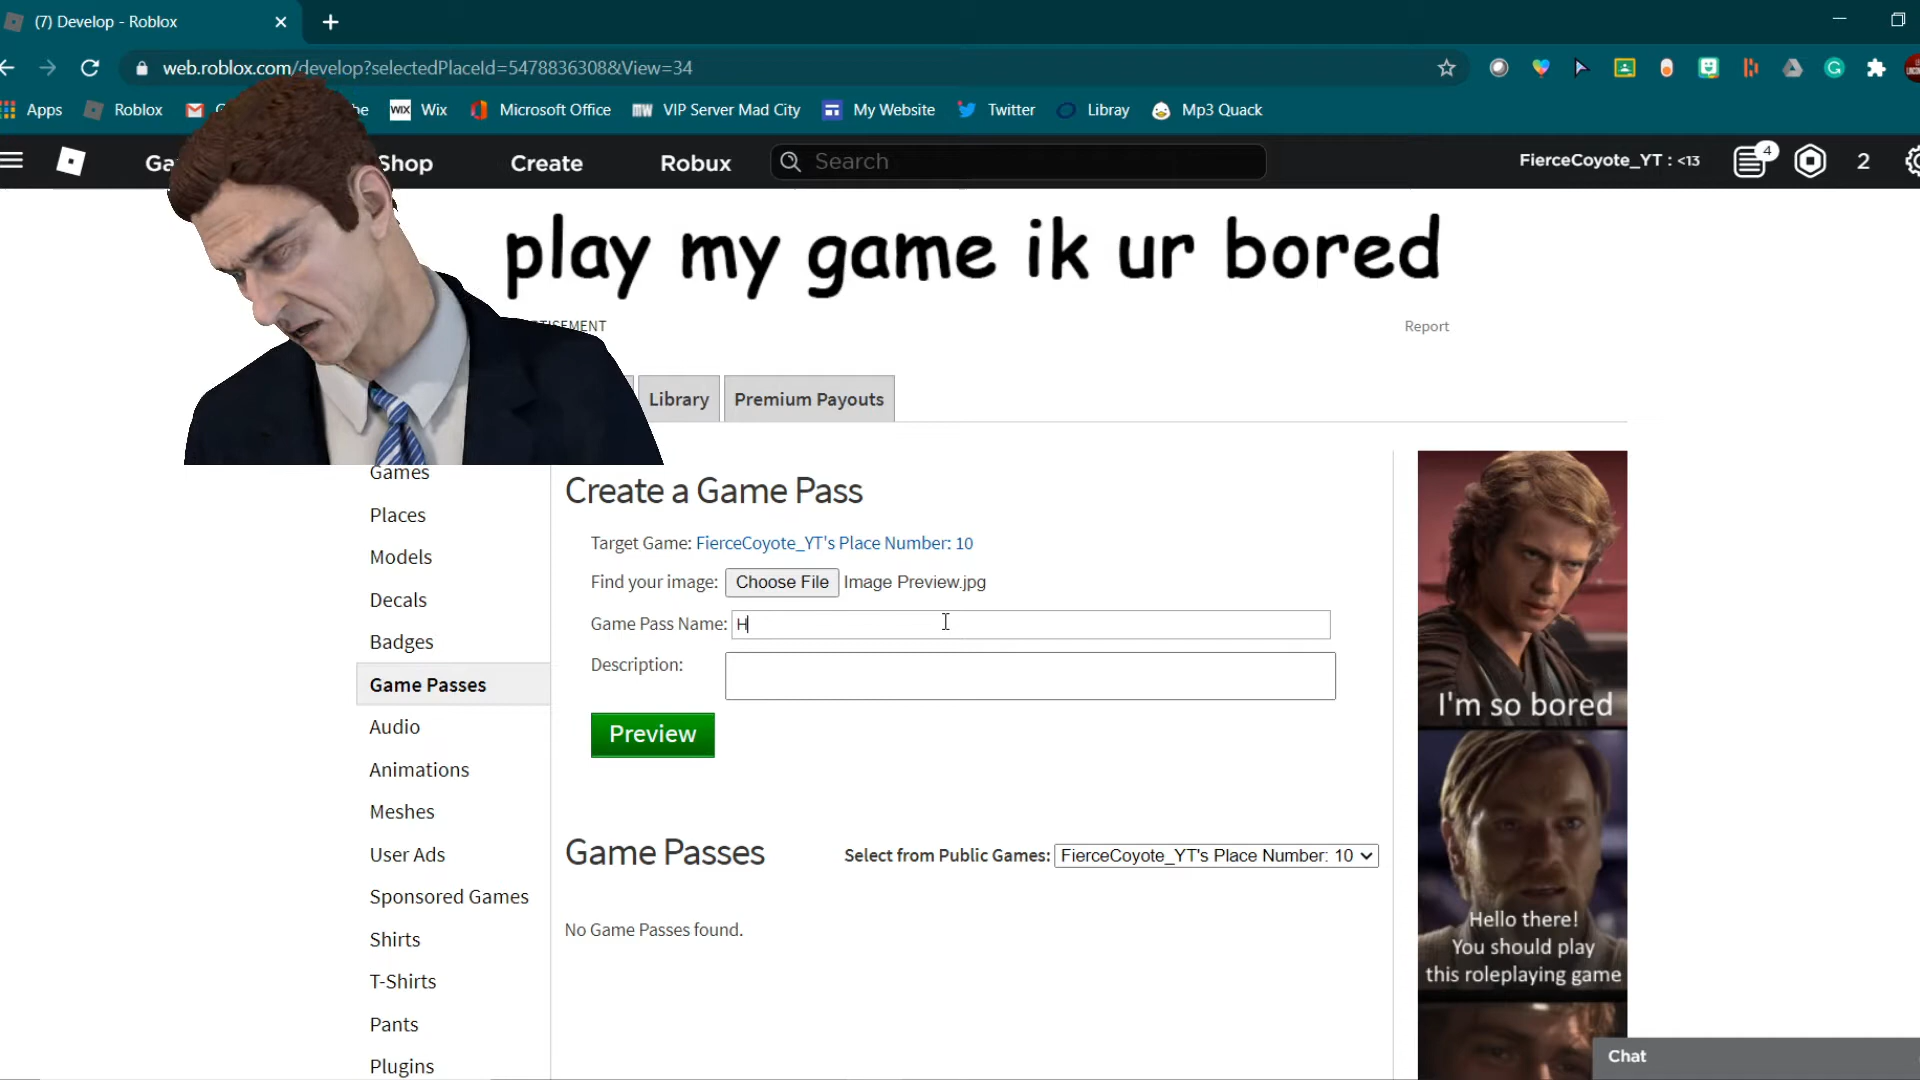 (7) Develop - Roblox
web.roblox.com/develop?selectedPlaceId=5478836308&View=34
Apps Roblox Wix Microsoft Office VIP Server Mad City My Website Twitter Libray Mp3 Quack
WIX MW
Shop Create Robux Search FierceCoyote_YT : <13 4 2
play my game ik ur bored
Report
Library Premium Payouts
Games
Places
Models
Decals
Badges
Game Passes
Audio
Animations
Meshes
User Ads
Sponsored Games
Shirts
T-Shirts
Pants
Plugins
Create a Game Pass
Target Game: FierceCoyote_YT's Place Number: 10
Find your image: Choose File Image Preview.jpg
Game Pass Name: H
Description:
Preview
Game Passes
Select from Public Games: FierceCoyote_YT's Place Number: 10
No Game Passes found.
I'm so bored
Hello there!
You should play
this roleplaying game
Chat